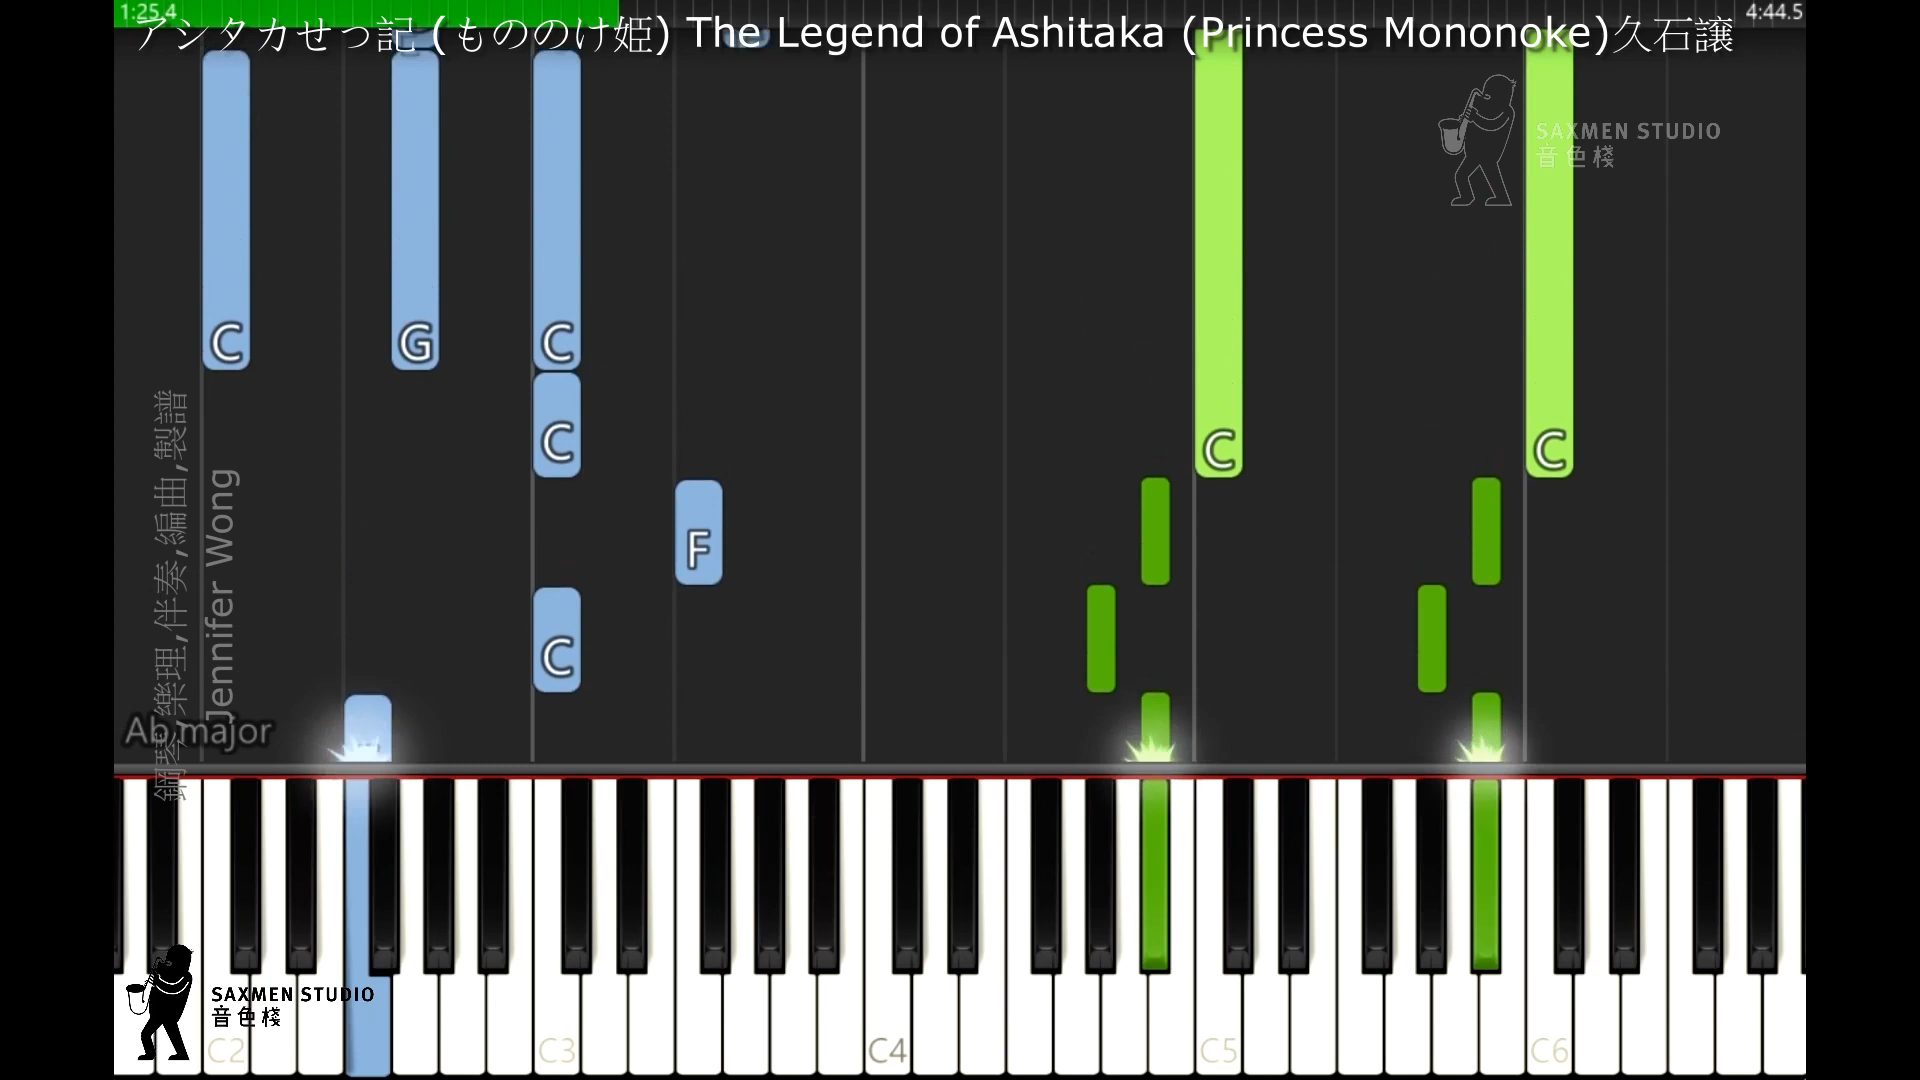 1:25.4
4:44.5
アシタカせっ記 (もののけ姫) The Legend of Ashitaka (Princess Mononoke)久石譲
SAXMEN STUDIO
音色棧
C G C
C
C C
F
C
鋼琴,樂理,伴奏,編曲,製譜
Jennifer Wong
Ab major
SAXMEN STUDIO
音色棧
C2 C3 C4 C5 C6